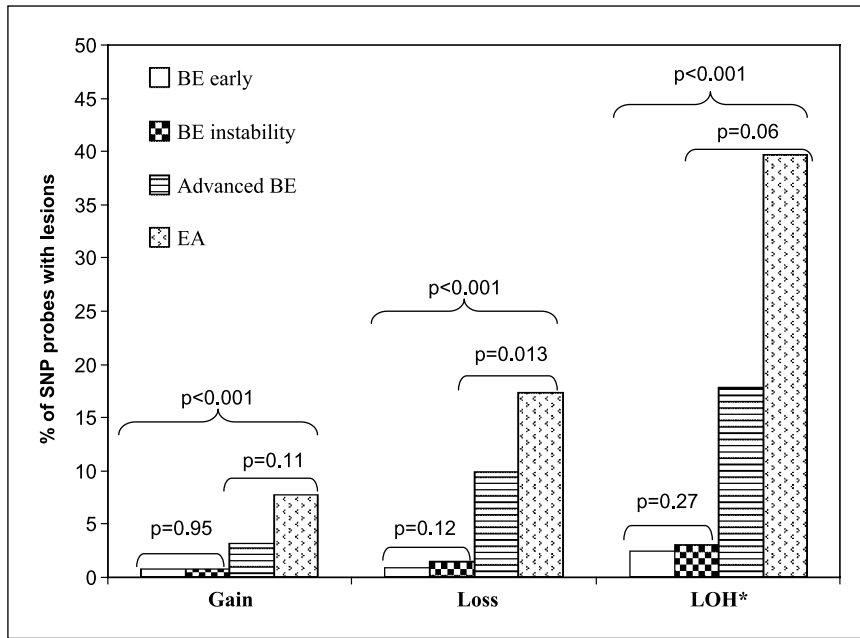 50
45
40
35
30
25
20
15
10
5
0
% of SNP probes with lesions
BE early
BE instability
Advanced BE
EA
p<0.001
p=0.06
p<0.001
p=0.013
p<0.001
p=0.11
p=0.95
p=0.12
p=0.27
Gain
Loss
LOH*